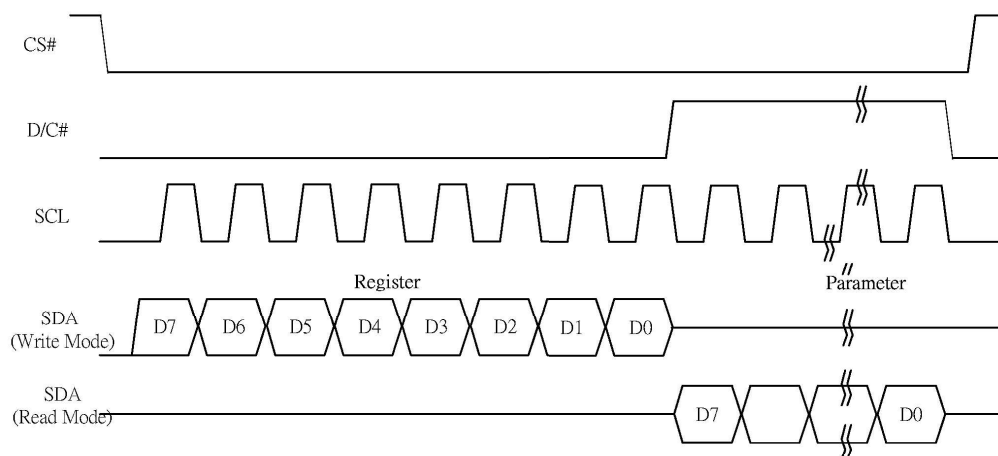 CS#
D/C#
SCL
Register Parameter
SDA
(Write Mode)
D7 D6 D5 D4 D3 D2 D1 D0
SDA
(Read Mode)
D7 D0